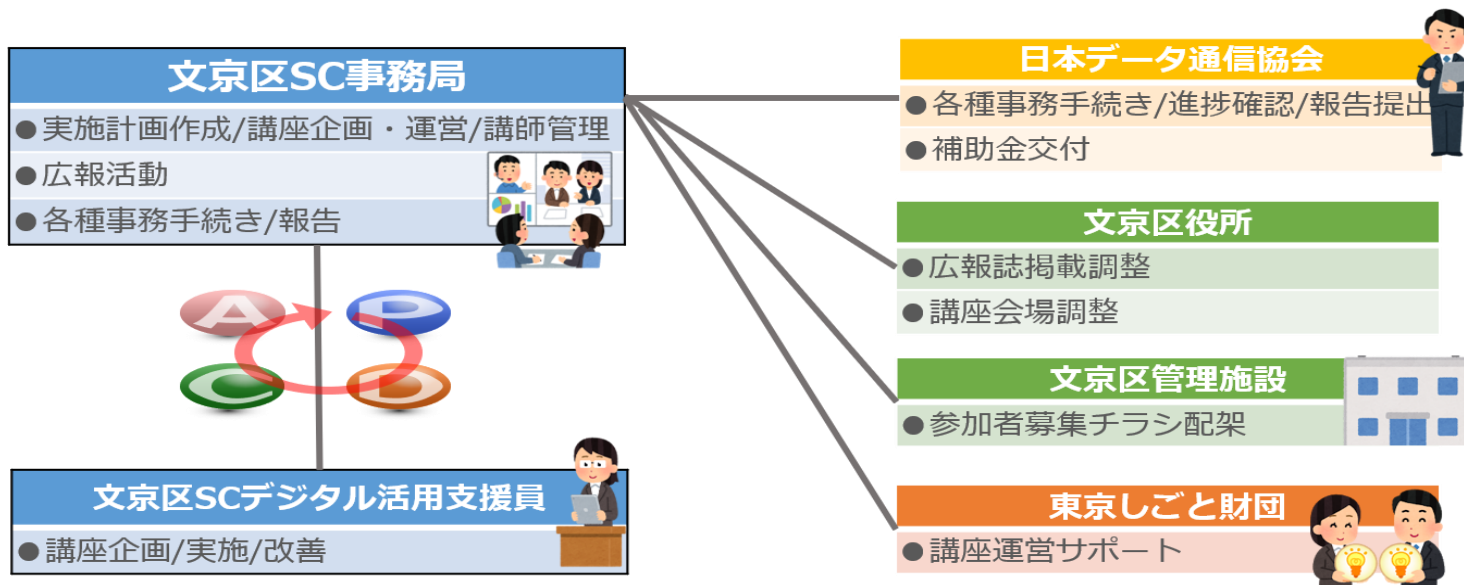 文京区SC事務局
●実施計画作成/講座企画・運営/講師管理
●広報活動
●各種事務手続き/報告
A P
C D
文京区SCデジタル活用支援員
●講座企画/実施/改善
日本データ通信協会
●各種事務手続き/進捗確認/報告提出
●補助金交付
文京区役所
●広報誌掲載調整
●講座会場調整
文京区管理施設
●参加者募集チラシ配架
東京しごと財団
●講座運営サポート